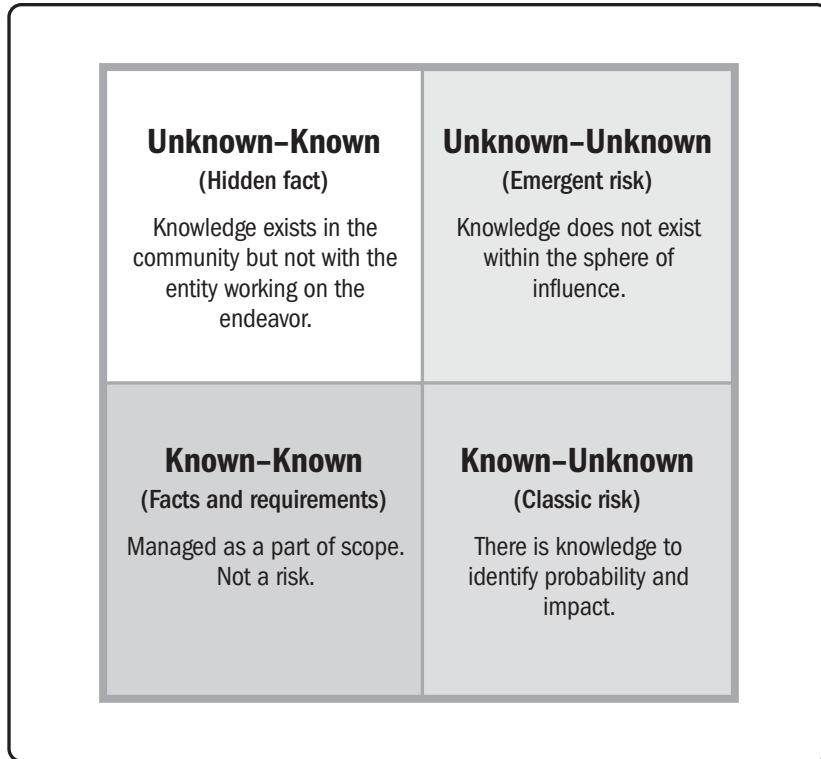 Unknown–Known
(Hidden fact)
Knowledge exists in the
community but not with the
entity working on the
endeavor.
Unknown–Unknown
(Emergent risk)
Knowledge does not exist
within the sphere of
influence.
Known–Known
(Facts and requirements)
Managed as a part of scope.
Not a risk.
Known–Unknown
(Classic risk)
There is knowledge to
identify probability and
impact.